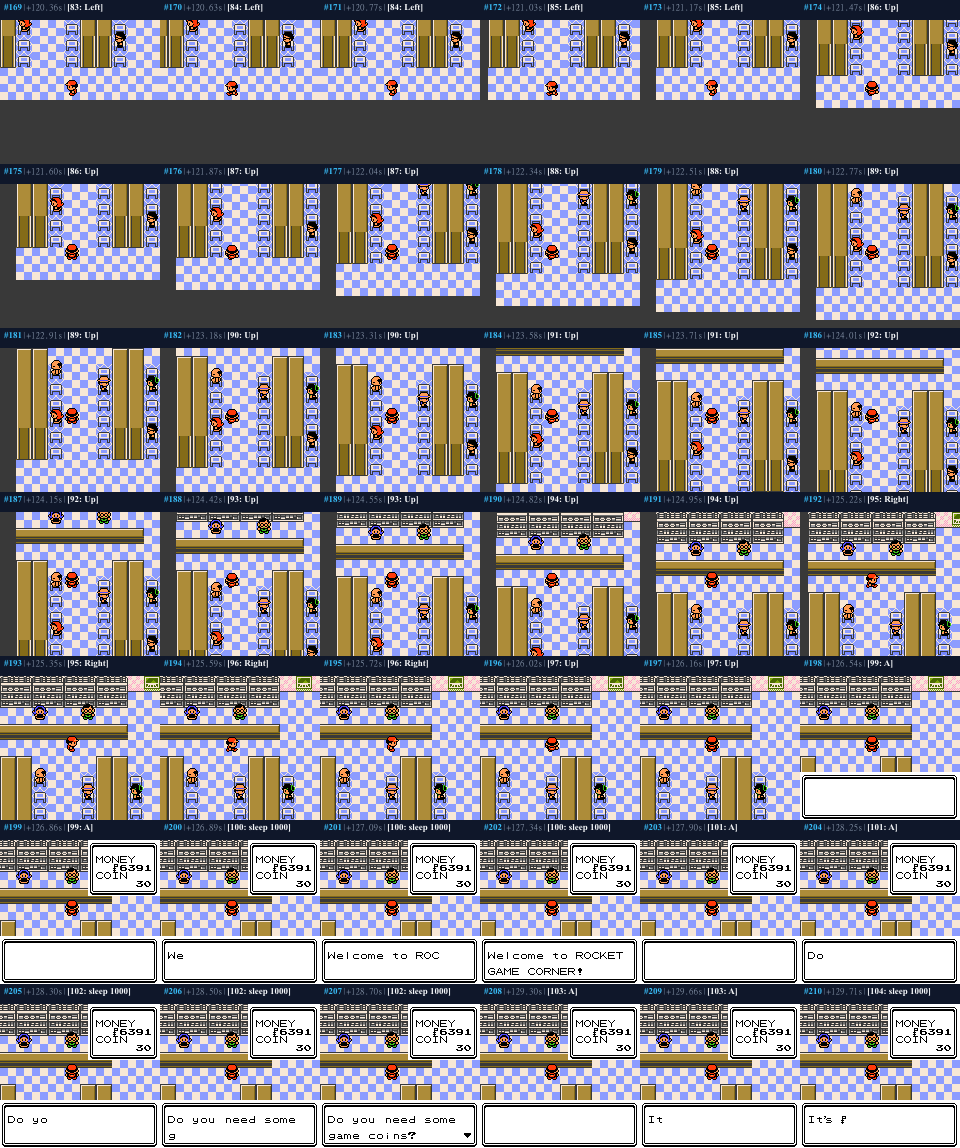 #169|+120.36s| [83: Left]
#170|+120.63s| [84: Left]
#171|+120.77s| [84: Left]
#172|+121.03s| [85: Left]
#173|+121.17s| [85: Left]
#174|+121.47s| [86: Up]
#175|+121.60s| [86: Up]
#176|+121.87s| [87: Up]
#177|+122.04s| [87: Up]
#178|+122.34s| [88: Up]
#179|+122.51s| [88: Up]
#180|+122.77s| [89: Up]
#181|+122.91s| [89: Up]
#182|+123.18s| [90: Up]
#183|+123.31s| [90: Up]
#184|+123.58s| [91: Up]
#185|+123.71s| [91: Up]
#186|+124.01s| [92: Up]
#187|+124.15s| [92: Up]
#188|+124.42s| [93: Up]
#189|+124.55s| [93: Up]
#190|+124.82s| [94: Up]
#191|+124.95s| [94: Up]
#192|+125.22s| [95: Right]
#193|+125.35s| [95: Right]
#194|+125.59s| [96: Right]
#195|+125.72s| [96: Right]
#196|+126.02s| [97: Up]
#197|+126.16s| [97: Up]
#198|+126.54s| [99: A]
#199|+126.86s| [99: A]
MONEY
₽6391
COIN
30
#200|+126.89s| [100: sleep 1000]
MONEY
₽6391
COIN
30
We
#201|+127.09s| [100: sleep 1000]
MONEY
₽6391
COIN
30
Welcome to ROC
#202|+127.34s| [100: sleep 1000]
MONEY
₽6391
COIN
30
Welcome to ROCKET
GAME CORNER!
#203|+127.90s| [101: A]
MONEY
₽6391
COIN
30
#204|+128.25s| [101: A]
MONEY
₽6391
COIN
30
Do
#205|+128.30s| [102: sleep 1000]
MONEY
₽6391
COIN
30
Do yo
#206|+128.50s| [102: sleep 1000]
MONEY
₽6391
COIN
30
Do you need some
g
#207|+128.70s| [102: sleep 1000]
MONEY
₽6391
COIN
30
Do you need some
game coins?
#208|+129.30s| [103: A]
MONEY
₽6391
COIN
30
#209|+129.66s| [103: A]
MONEY
₽6391
COIN
30
It
#210|+129.71s| [104: sleep 1000]
MONEY
₽6391
COIN
30
It's f